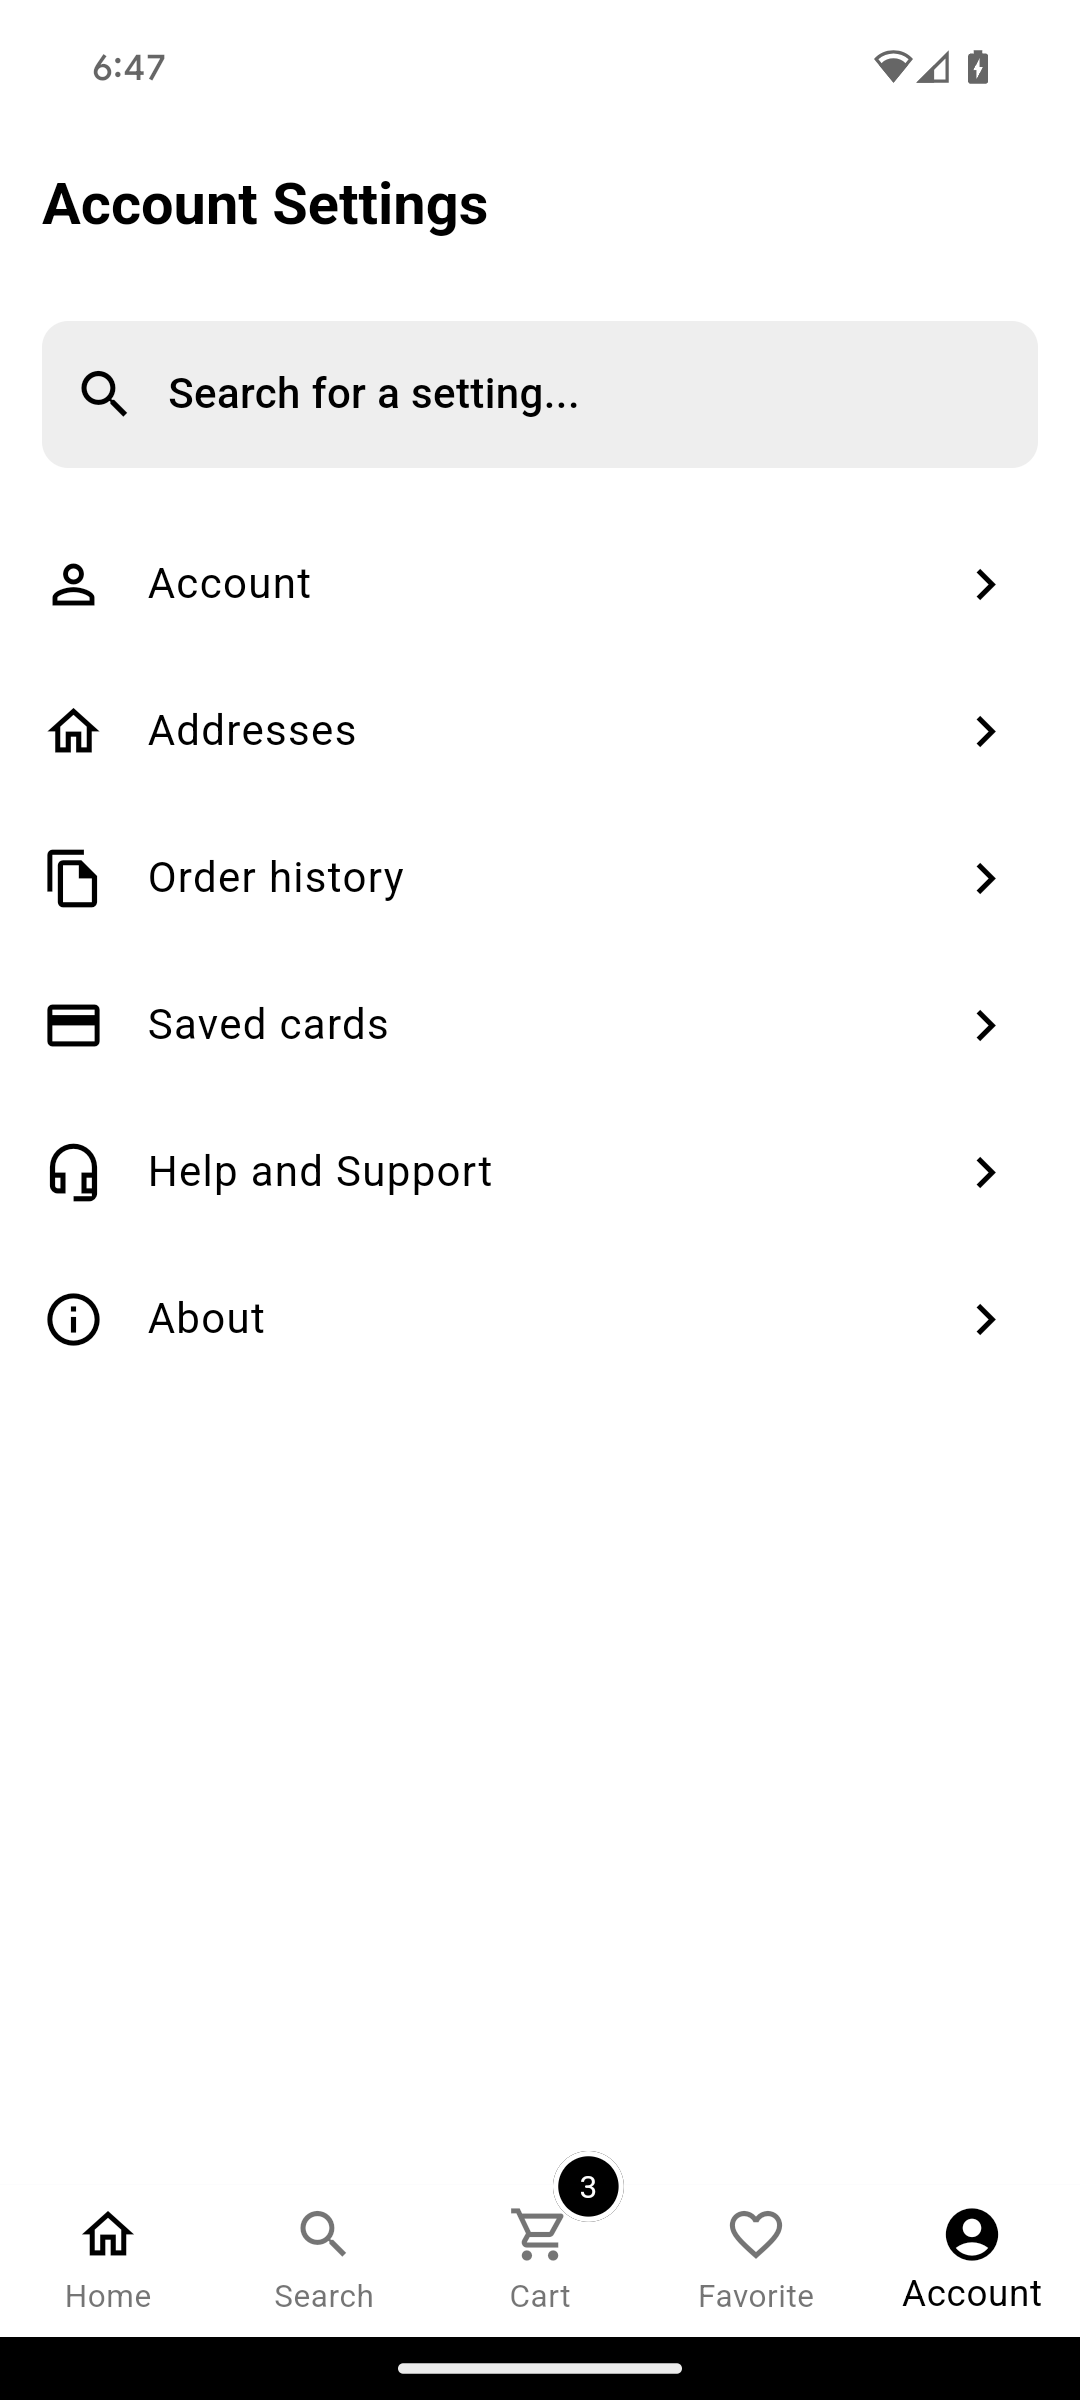 6:47
Account Settings
Search for a setting...
Account
Addresses
Order history
Saved cards
Help and Support
About
3
Home
Search
Cart
Favorite
Account